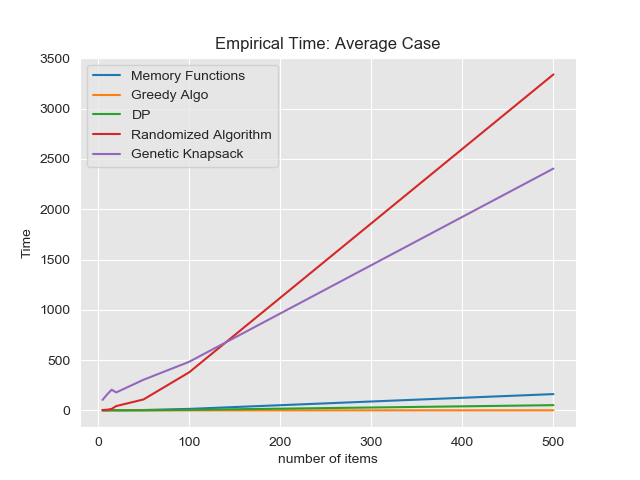 Empirical Time: Average Case
Memory Functions
Greedy Algo
DP
Randomized Algorithm
Genetic Knapsack
Time
3500
3000
2500
2000
1500
1000
500
0
0 100 200 300 400 500
number of items